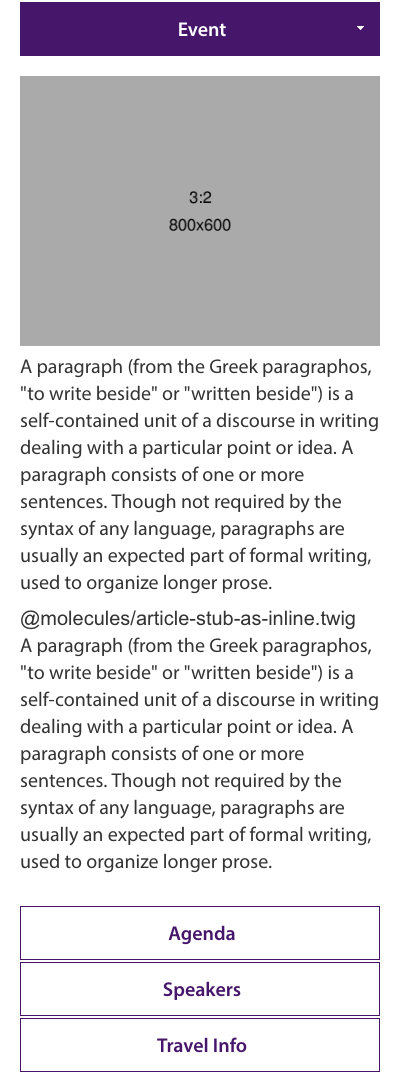 Event
3:2
800x600
A paragraph (from the Greek paragraphos,
"to write beside" or "written beside") is a
self-contained unit of a discourse in writing
dealing with a particular point or idea. A
paragraph consists of one or more
sentences. Though not required by the
syntax of any language, paragraphs are
usually an expected part of formal writing,
used to organize longer prose.
@molecules/article-stub-as-inline.twig
A paragraph (from the Greek paragraphos,
"to write beside" or "written beside") is a
self-contained unit of a discourse in writing
dealing with a particular point or idea. A
paragraph consists of one or more
sentences. Though not required by the
syntax of any language, paragraphs are
usually an expected part of formal writing,
used to organize longer prose.
Agenda
Speakers
Travel Info